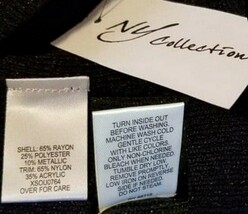 NY Collection
SHELL: 65% RAYON
25% POLYESTER
10% METALLIC
TRIM: 65% NYLON
35% ACRYLIC
XSOU0764
OVER FOR CARE
TURN INSIDE OUT
BEFORE WASHING.
MACHINE WASH COLD
GENTLE CYCLE
WITH LIKE COLORS.
ONLY NON-CHLORINE
BLEACH WHEN NEEDED.
TUMBLE DRY LOW.
REMOVE PROMPTLY.
LOW IRON ON REVERSE
SIDE IF NEEDED.
DO NOT STEAM.